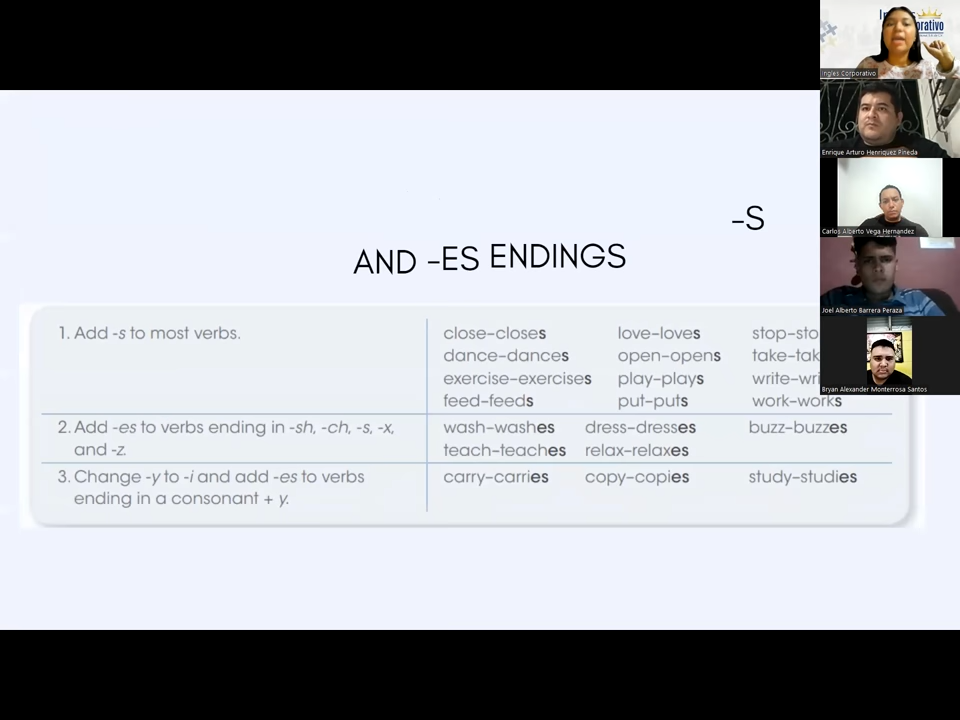 -S
AND -ES ENDINGS
1. Add -s to most verbs.
close-closes love-loves
dance-dances open-opens
exercise-exercises play-plays
feed-feeds put-puts work-works
2. Add -es to verbs ending in -sh, -ch, -s, -x,
and -z.
wash-washes dress-dresses buzz-buzzes
teach-teaches relax-relaxes
3. Change -y to -i and add -es to verbs
ending in a consonant + y.
carry-carries copy-copies study-studies
Ingles Corporativo
Enrique Arturo Henriquez Pineda
Carlos Alberto Vega Hernandez
Joel Alberto Barrera Peraza
Bryan Alexander Monterrosa Santos